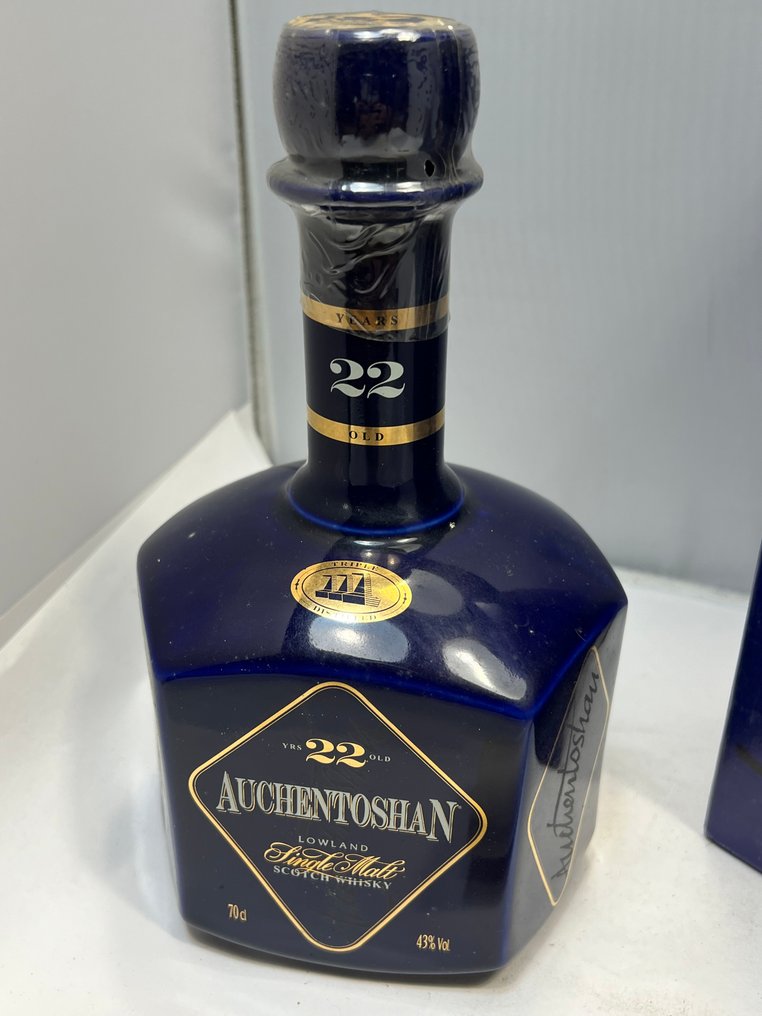 YEARS
22
OLD
TRIPLE
DISTILLED
YRS 22 OLD
AUCHENTOSHAN
LOWLAND
Single Malt
SCOTCH WHISKY
70cl
43% Vol
Auchentoshan